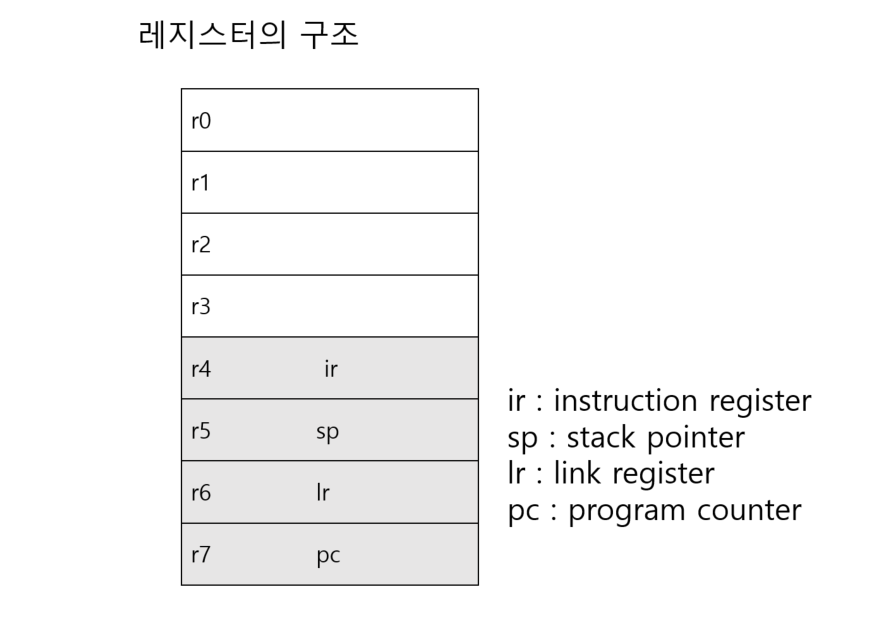 레지스터의 구조
r0
r1
r2
r3
r4 ir
r5 sp
r6 lr
r7 pc
ir : instruction register
sp : stack pointer
lr : link register
pc : program counter